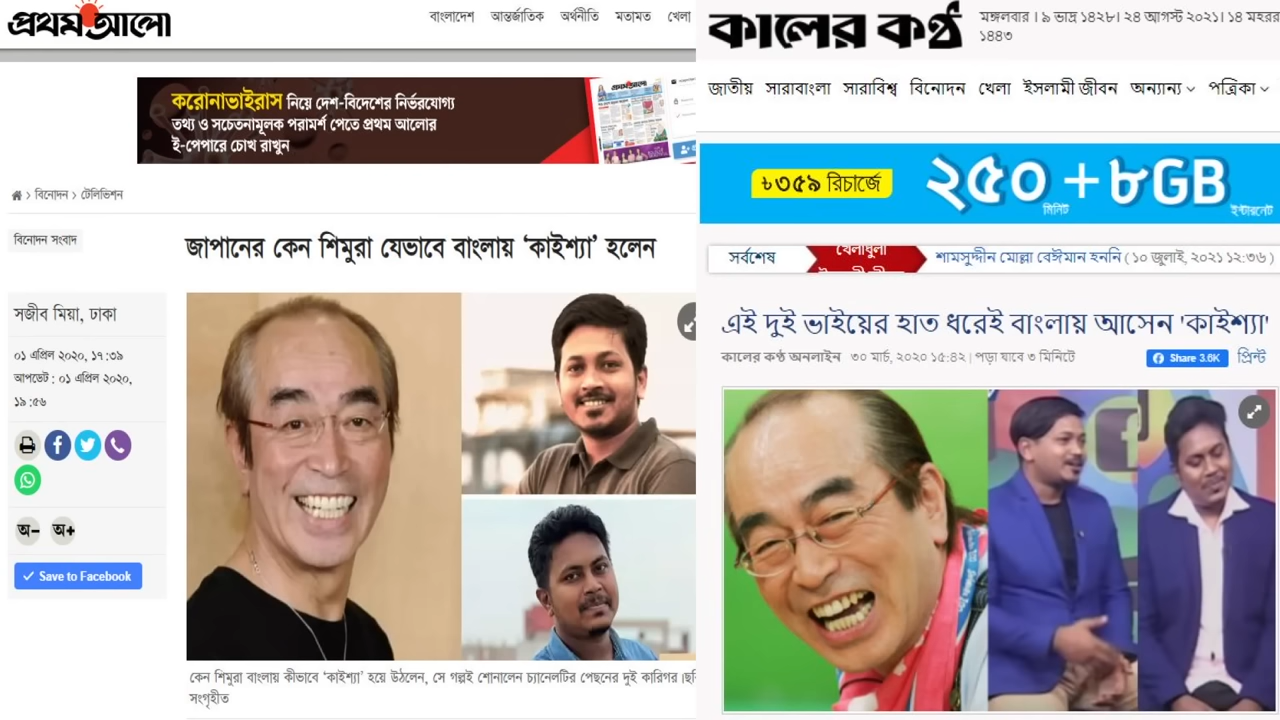 প্রথম আলো
বাংলাদেশ আন্তর্জাতিক অর্থনীতি মতামত খেলা
করোনাভাইরাস নিয়ে দেশ-বিদেশের নির্ভরযোগ্য
তথ্য ও সচেতনামূলক পরামর্শ পেতে প্রথম আলোর
ই-পেপারে চোখ রাখুন
বিনোদন › টেলিভিশন
বিনোদন সংবাদ
জাপানের কেন শিমুরা যেভাবে বাংলায় ‘কাইশ্যা’ হলেন
সজীব মিয়া, ঢাকা
০১ এপ্রিল ২০২০, ১৭:৩৯
আপডেট : ০১ এপ্রিল ২০২০,
১৯:৫৬
অ− অ+
Save to Facebook
কেন শিমুরা বাংলায় কীভাবে ‘কাইশ্যা’ হয়ে উঠলেন, সে গল্পই শোনালেন চ্যানেলটির পেছনের দুই কারিগর।
সংগৃহীত
কালের কণ্ঠ
মঙ্গলবার । ৯ ভাদ্র ১৪২৮। ২৪ আগস্ট ২০২১। ১৪ মহরর
১৪৪৩
জাতীয় সারাবাংলা সারাবিশ্ব বিনোদন খেলা ইসলামী জীবন অন্যান্য পত্রিকা
৳৩৫৯ রিচার্জে
২৫০ মিনিট + ৮GB ইন্টারনেট
সর্বশেষ
খেলাধুলা
শামসুদ্দীন মোল্লা বেঈমান হননি ( ১০ জুলাই, ২০২১ ১২:৩৬ )
এই দুই ভাইয়ের হাত ধরেই বাংলায় আসেন 'কাইশ্যা'
কালের কণ্ঠ অনলাইন ৩০ মার্চ, ২০২০ ১৫:৪২ | পড়া যাবে ৩ মিনিটে
Share 3.6K প্রিন্ট